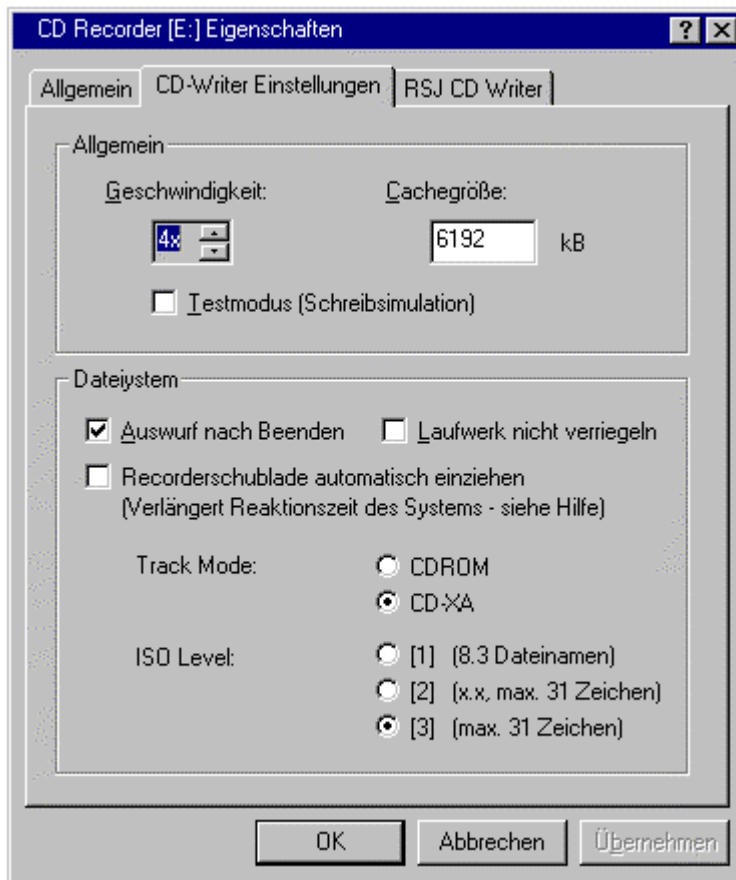 CD Recorder [E:] Eigenschaften
Allgemein CD-Writer Einstellungen RSJ CD Writer
Allgemein
Geschwindigkeit: Cachegröße:
4x 6192 kB
Testmodus (Schreibsimulation)
Dateiystem
Auswurf nach Beenden Laufwerk nicht verriegeln
Recorderschublade automatisch einziehen
(Verlängert Reaktionszeit des Systems - siehe Hilfe)
Track Mode: CDROM
CD-XA
ISO Level: [1] (8.3 Dateinamen)
[2] (x.x, max. 31 Zeichen)
[3] (max. 31 Zeichen)
OK Abbrechen Übernehmen